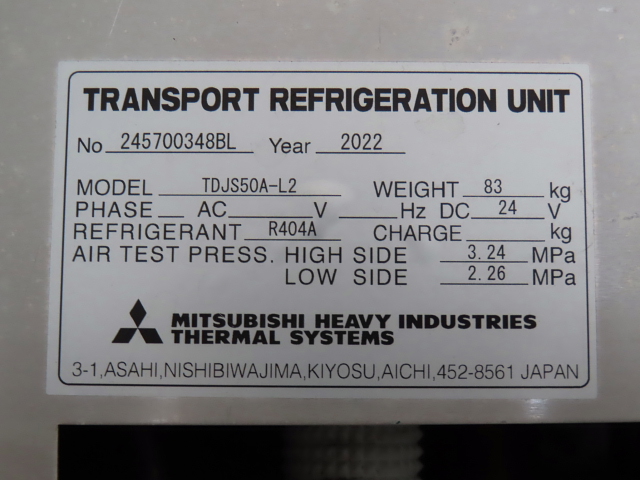 TRANSPORT REFRIGERATION UNIT
No 245700348BL Year 2022
MODEL TDJS50A-L2 WEIGHT 83 kg
PHASE AC V Hz DC 24 V
REFRIGERANT R404A CHARGE kg
AIR TEST PRESS. HIGH SIDE 3.24 MPa
LOW SIDE 2.26 MPa
MITSUBISHI HEAVY INDUSTRIES
THERMAL SYSTEMS
3-1,ASAHI,NISHIBIWAJIMA,KIYOSU,AICHI,452-8561 JAPAN